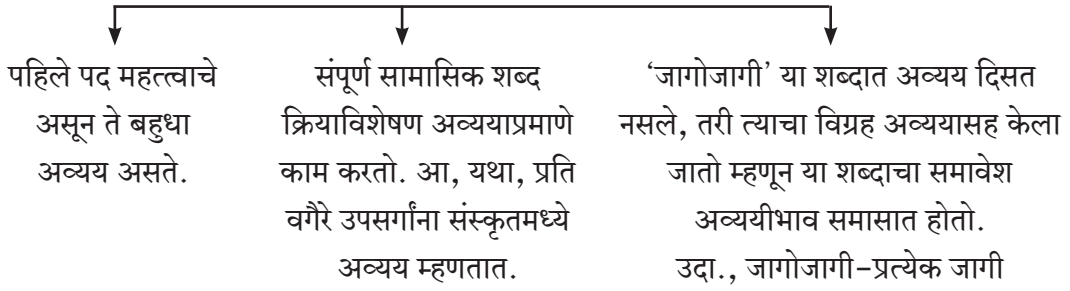 पहिले पद महत्त्वाचे
असून ते बहुधा
अव्यय असते.
संपूर्ण सामासिक शब्द
क्रियाविशेषण अव्ययाप्रमाणे
काम करतो. आ, यथा, प्रति
वगैरे उपसर्गांना संस्कृतमध्ये
अव्यय म्हणतात.
‘जागोजागी’ या शब्दात अव्यय दिसत
नसले, तरी त्याचा विग्रह अव्ययासह केला
जातो म्हणून या शब्दाचा समावेश
अव्ययीभाव समासात होतो.
उदा., जागोजागी-प्रत्येक जागी